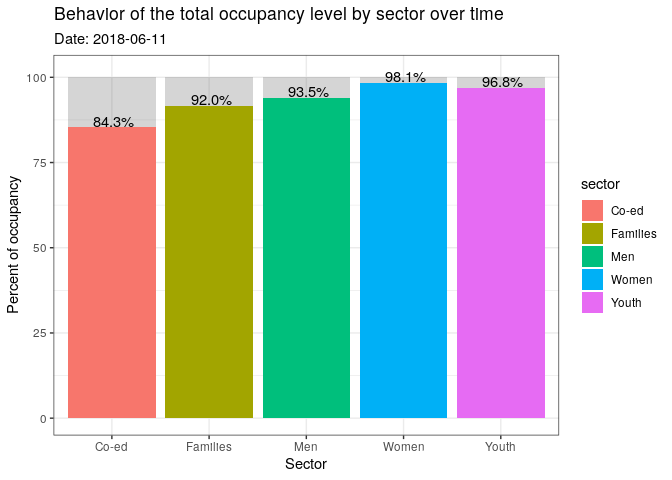 Behavior of the total occupancy level by sector over time
Date: 2018-06-11
Percent of occupancy
100
75
50
25
0
84.3%
92.0%
93.5%
98.1%
96.8%
Co-ed
Families
Men
Women
Youth
Sector
sector
Co-ed
Families
Men
Women
Youth